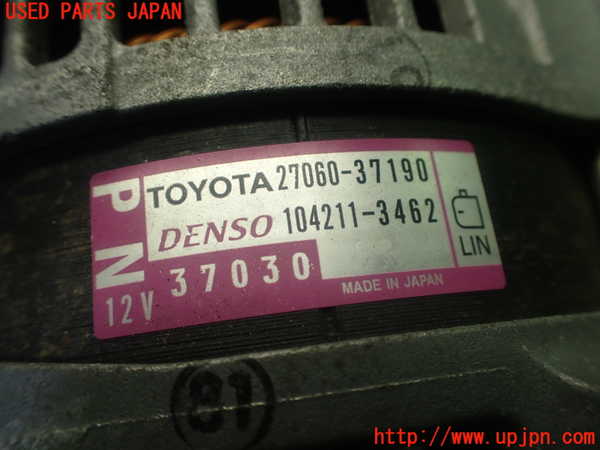 USED PARTS JAPAN
PN
TOYOTA 27060-37190
DENSO 104211-3462
LIN
12V 37030
MADE IN JAPAN
81
http://www.upjpn.com/